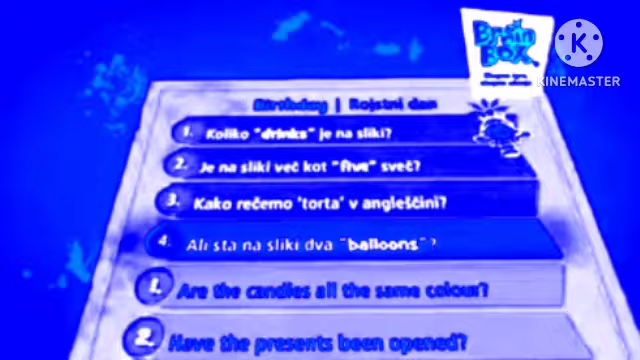 Brain
BOX
KINEMASTER
Birthday | Rojstni dan
1. Koliko "drinks" je na sliki?
2. Je na sliki več kot "five" sveč?
3. Kako rečemo 'torta' v angleščini?
4. Ali sta na sliki dva "balloons"?
1. Are the candles all the same colour?
2. Have the presents been opened?